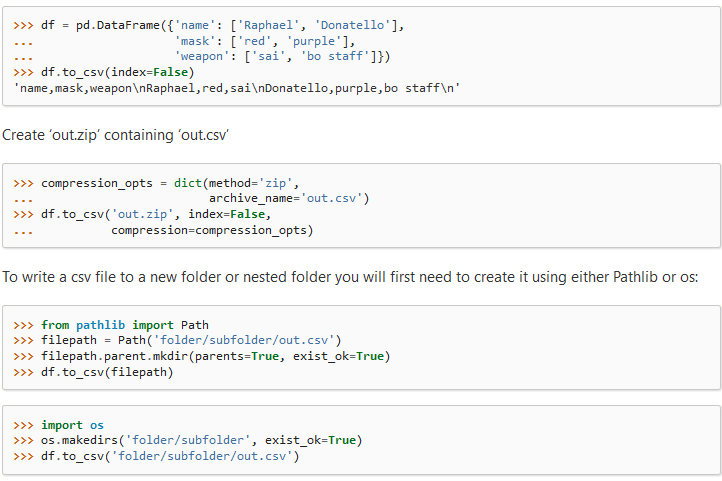 >>> df = pd.DataFrame({'name': ['Raphael', 'Donatello'],
...                    'mask': ['red', 'purple'],
...                    'weapon': ['sai', 'bo staff']})
>>> df.to_csv(index=False)
'name,mask,weapon\nRaphael,red,sai\nDonatello,purple,bo staff\n'
Create ‘out.zip’ containing ‘out.csv’
>>> compression_opts = dict(method='zip',
...                         archive_name='out.csv')
>>> df.to_csv('out.zip', index=False,
...           compression=compression_opts)
To write a csv file to a new folder or nested folder you will first need to create it using either Pathlib or os:
>>> from pathlib import Path
>>> filepath = Path('folder/subfolder/out.csv')
>>> filepath.parent.mkdir(parents=True, exist_ok=True)
>>> df.to_csv(filepath)
>>> import os
>>> os.makedirs('folder/subfolder', exist_ok=True)
>>> df.to_csv('folder/subfolder/out.csv')